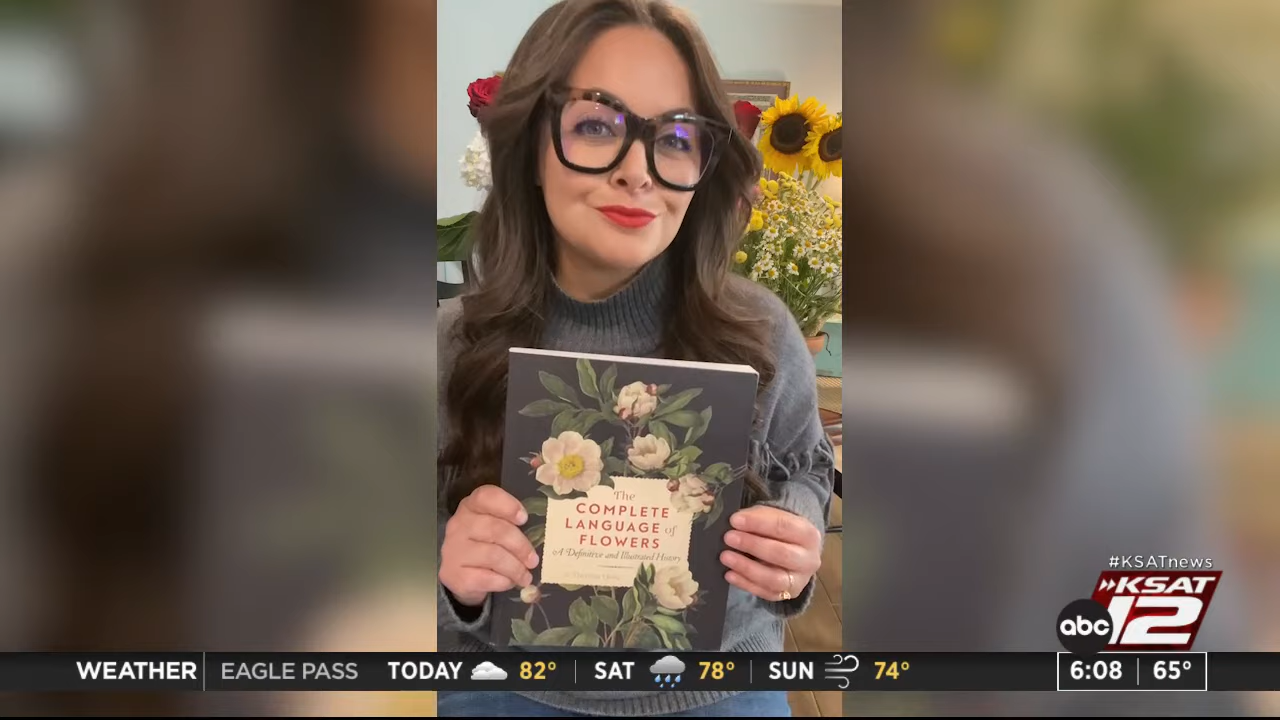 The
COMPLETE
LANGUAGE of
FLOWERS
A Definitive and Illustrated History
#KSATnews
KSAT
abc 12
WEATHER EAGLE PASS TODAY 82° SAT 78° SUN 74° 6:08 65°